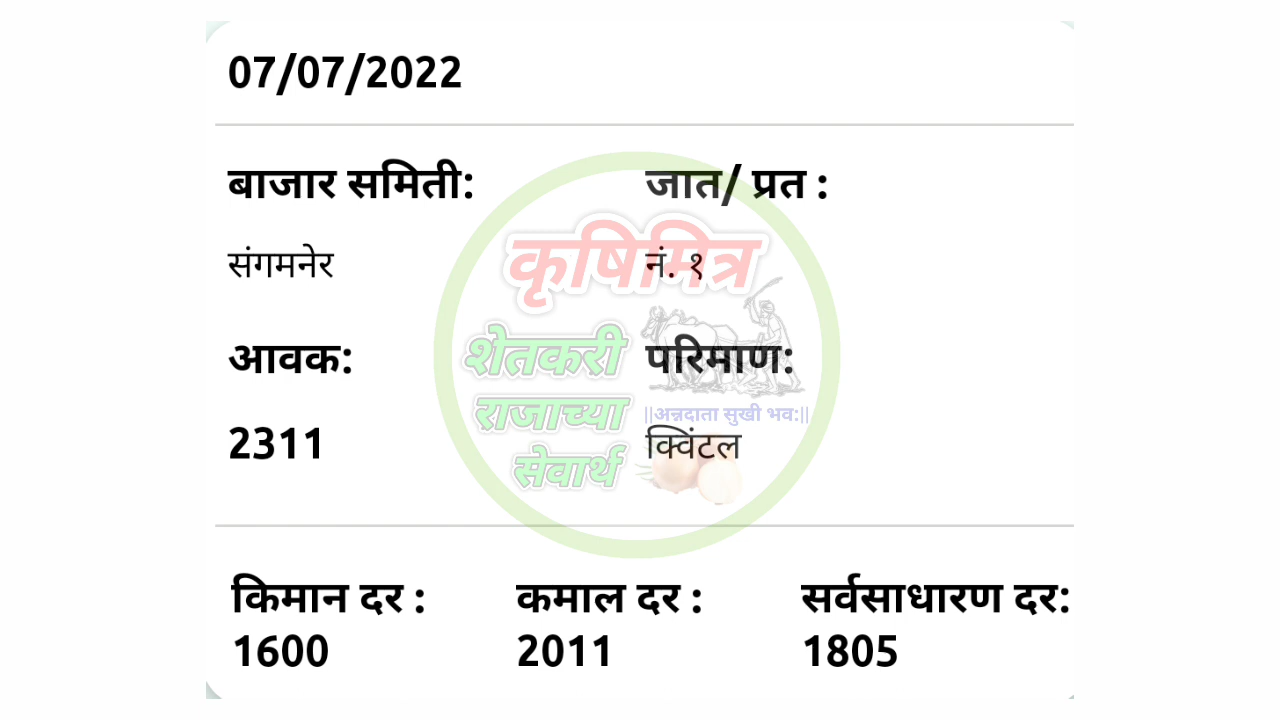 07/07/2022
बाजार समिती: जात/ प्रत :
संगमनेर नं. १
आवक: परिमाण:
2311 क्विंटल
किमान दर : कमाल दर : सर्वसाधारण दर:
1600 2011 1805
कृषिमित्र
शेतकरी
राजाच्या
सेवार्थ
||अन्नदाता सुखी भव:||